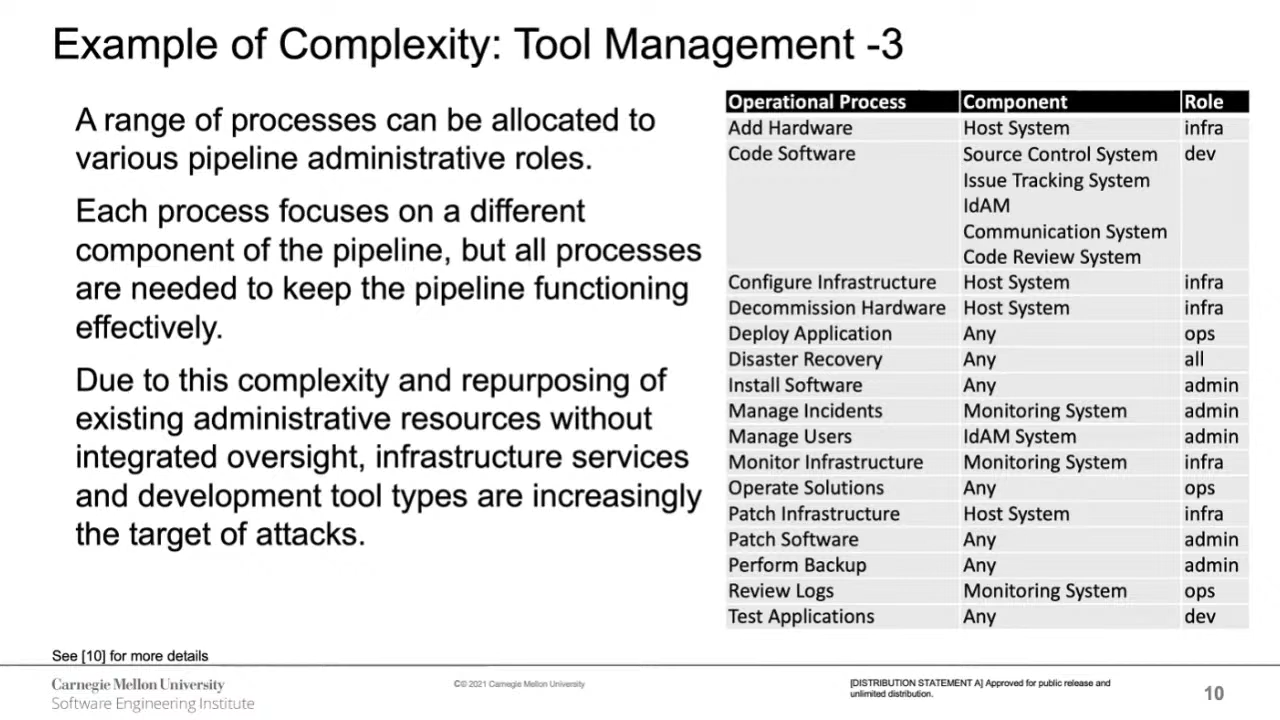 Example of Complexity: Tool Management -3
A range of processes can be allocated to
various pipeline administrative roles.
Each process focuses on a different
component of the pipeline, but all processes
are needed to keep the pipeline functioning
effectively.
Due to this complexity and repurposing of
existing administrative resources without
integrated oversight, infrastructure services
and development tool types are increasingly
the target of attacks.
Operational Process Component Role
Add Hardware Host System infra
Code Software Source Control System dev
Issue Tracking System
IdAM
Communication System
Code Review System
Configure Infrastructure Host System infra
Decommission Hardware Host System infra
Deploy Application Any ops
Disaster Recovery Any all
Install Software Any admin
Manage Incidents Monitoring System admin
Manage Users IdAM System admin
Monitor Infrastructure Monitoring System infra
Operate Solutions Any ops
Patch Infrastructure Host System infra
Patch Software Any admin
Perform Backup Any admin
Review Logs Monitoring System ops
Test Applications Any dev
See [10] for more details
Carnegie Mellon University
Software Engineering Institute
©© 2021 Carnegie Mellon University
[DISTRIBUTION STATEMENT A] Approved for public release and
unlimited distribution.
10